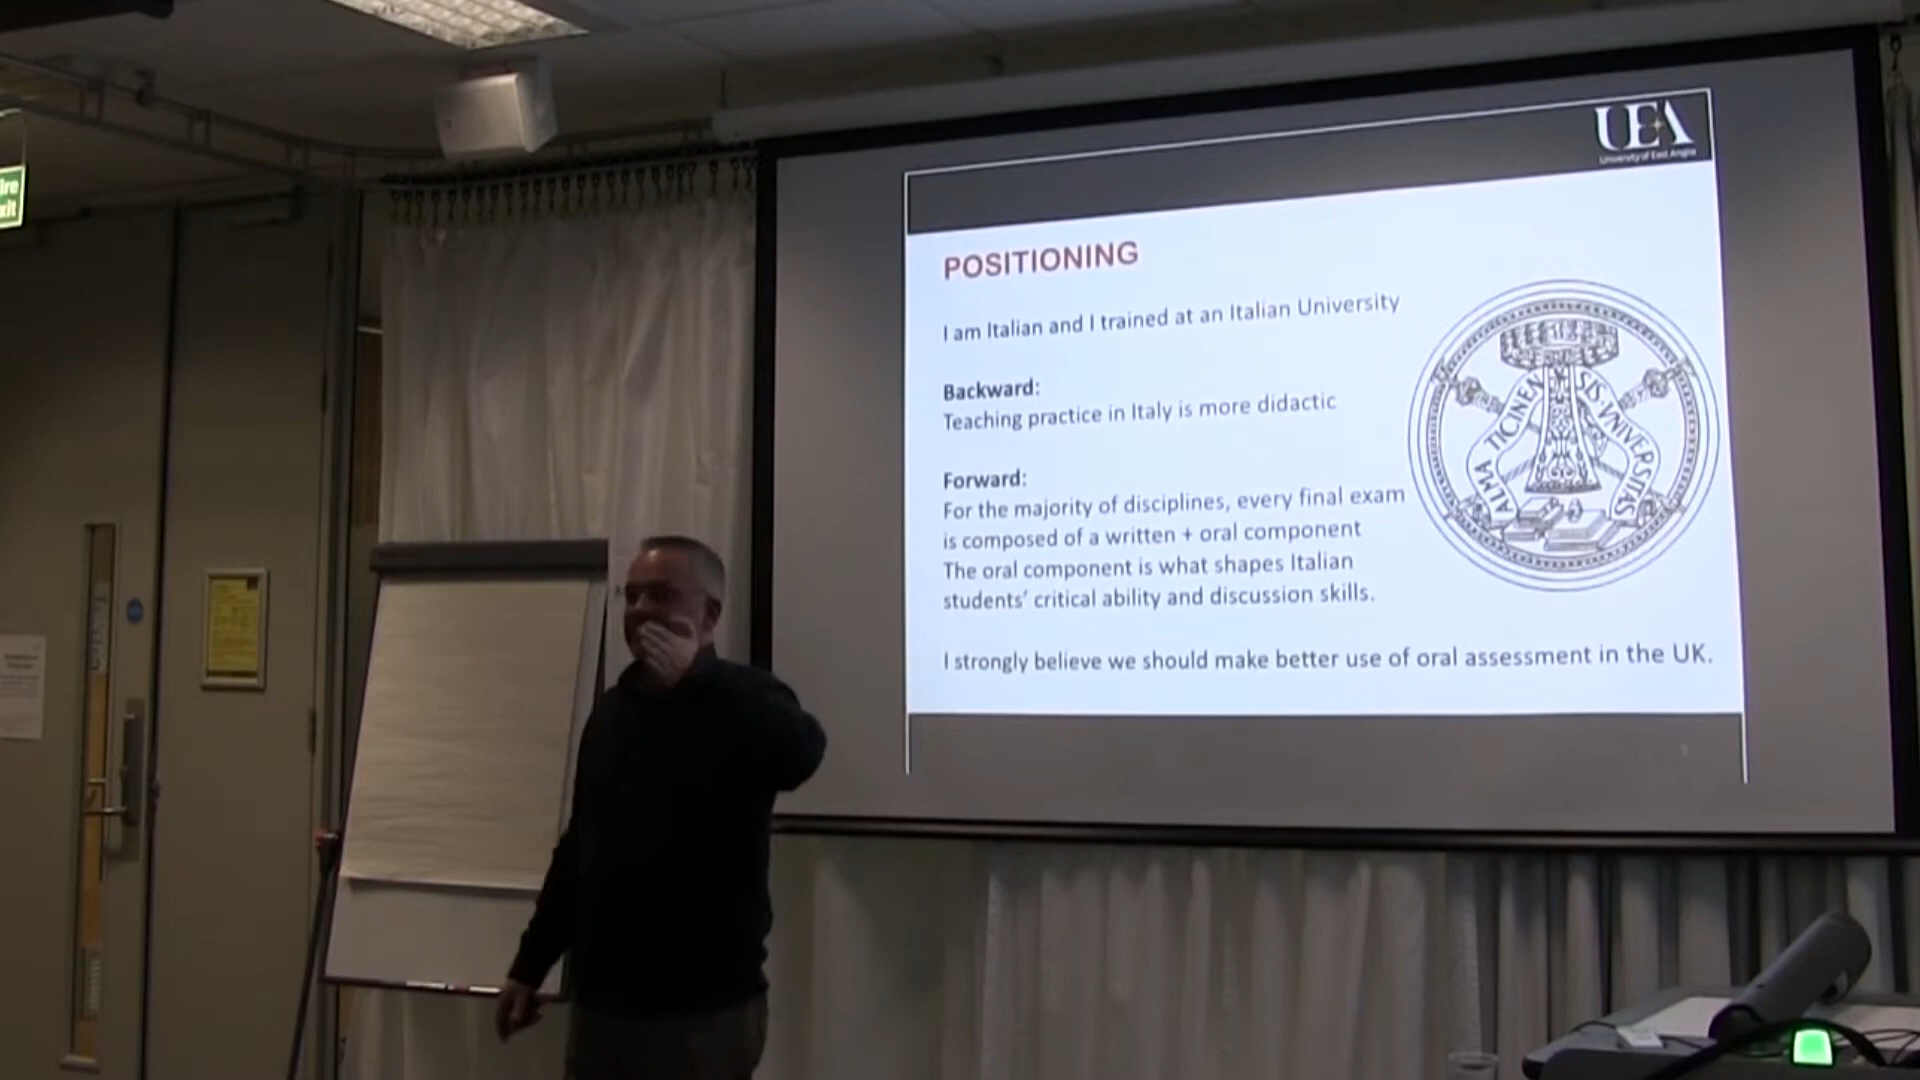 UEA
University of East Anglia
POSITIONING
I am Italian and I trained at an Italian University
Backward:
Teaching practice in Italy is more didactic
Forward:
For the majority of disciplines, every final exam
is composed of a written + oral component
The oral component is what shapes Italian
students' critical ability and discussion skills.
I strongly believe we should make better use of oral assessment in the UK.
ALMA TICINENSIS UNIVERSITAS